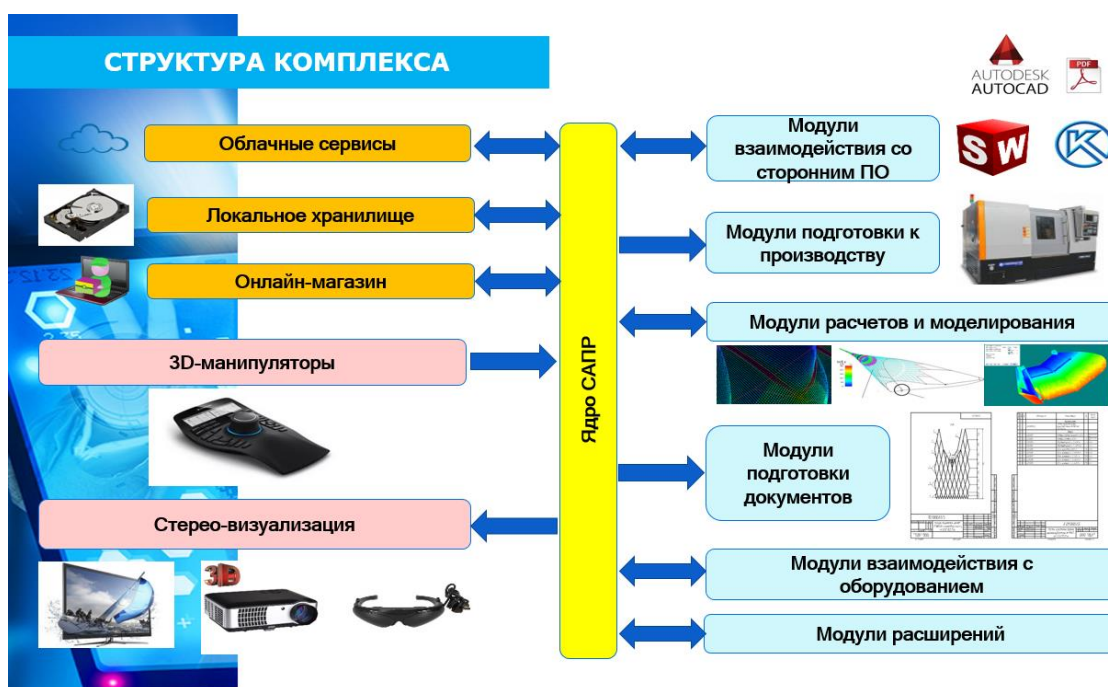 СТРУКТУРА КОМПЛЕКСА
AUTODESK
AUTOCAD
PDF
Облачные сервисы
Локальное хранилище
Онлайн-магазин
3D-манипуляторы
Стерео-визуализация
3D
Ядро САПР
Модули
взаимодействия со
сторонним ПО
SW
Модули подготовки к
производству
Модули расчетов и моделирования
Модули
подготовки
документов
Модули взаимодействия с
оборудованием
Модули расширений